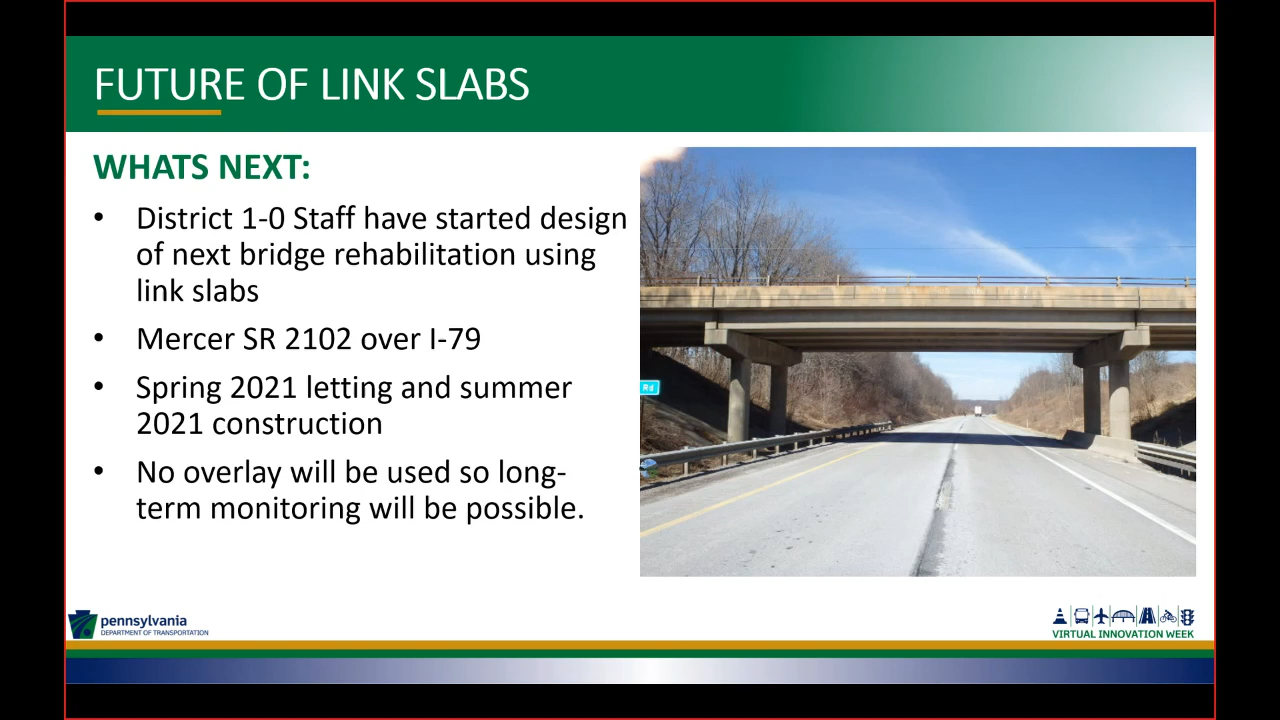 FUTURE OF LINK SLABS
WHATS NEXT:
• District 1-0 Staff have started design
of next bridge rehabilitation using
link slabs
• Mercer SR 2102 over I-79
• Spring 2021 letting and summer
2021 construction
• No overlay will be used so long-
term monitoring will be possible.
Rd
pennsylvania
DEPARTMENT OF TRANSPORTATION
VIRTUAL INNOVATION WEEK